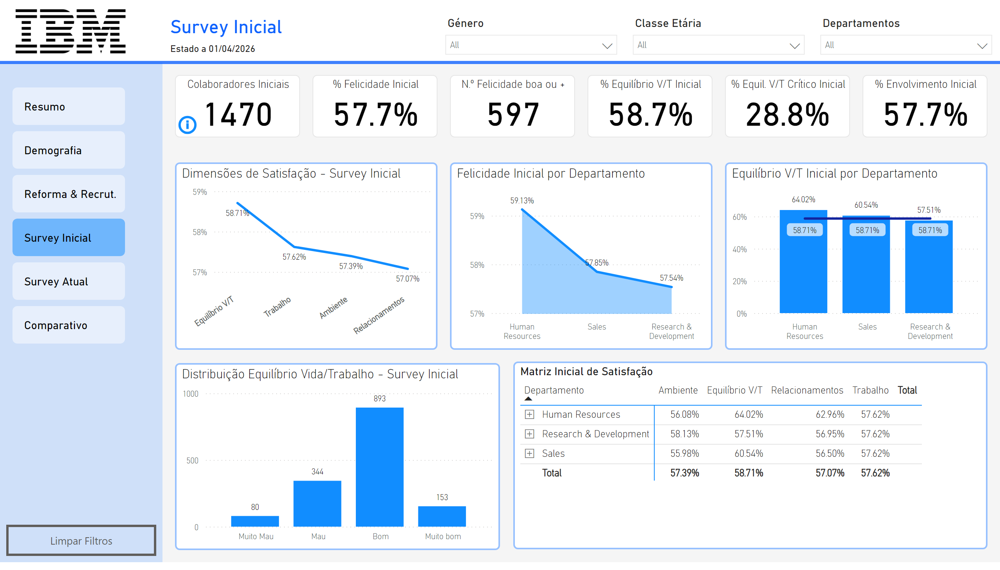 IBM
Survey Inicial
Estado a 01/04/2026
Género
All
Classe Etária
All
Departamentos
All
Resumo
Demografia
Reforma & Recrut.
Survey Inicial
Survey Atual
Comparativo
Limpar Filtros
Colaboradores Iniciais
1470
% Felicidade Inicial
57.7%
N.º Felicidade boa ou +
597
% Equilíbrio V/T Inicial
58.7%
% Equil. V/T Crítico Inicial
28.8%
% Envolvimento Inicial
57.7%
Dimensões de Satisfação - Survey Inicial
59%
58%
57%
58.71%
57.62%
57.39%
57.07%
Equilíbrio V/T
Trabalho
Ambiente
Relacionamentos
Felicidade Inicial por Departamento
59%
58%
57%
59.13%
57.85%
57.54%
Human
Resources
Sales
Research &
Development
Equilíbrio V/T Inicial por Departamento
60%
40%
20%
0%
64.02%
60.54%
57.51%
58.71%
58.71%
58.71%
Human
Resources
Sales
Research &
Development
Distribuição Equilíbrio Vida/Trabalho - Survey Inicial
1000
500
0
80
344
893
153
Muito Mau
Mau
Bom
Muito bom
Matriz Inicial de Satisfação
Departamento Ambiente Equilíbrio V/T Relacionamentos Trabalho Total
Human Resources 56.08% 64.02% 62.96% 57.62%
Research & Development 58.13% 57.51% 56.95% 57.62%
Sales 55.98% 60.54% 56.50% 57.62%
Total 57.39% 58.71% 57.07% 57.62%